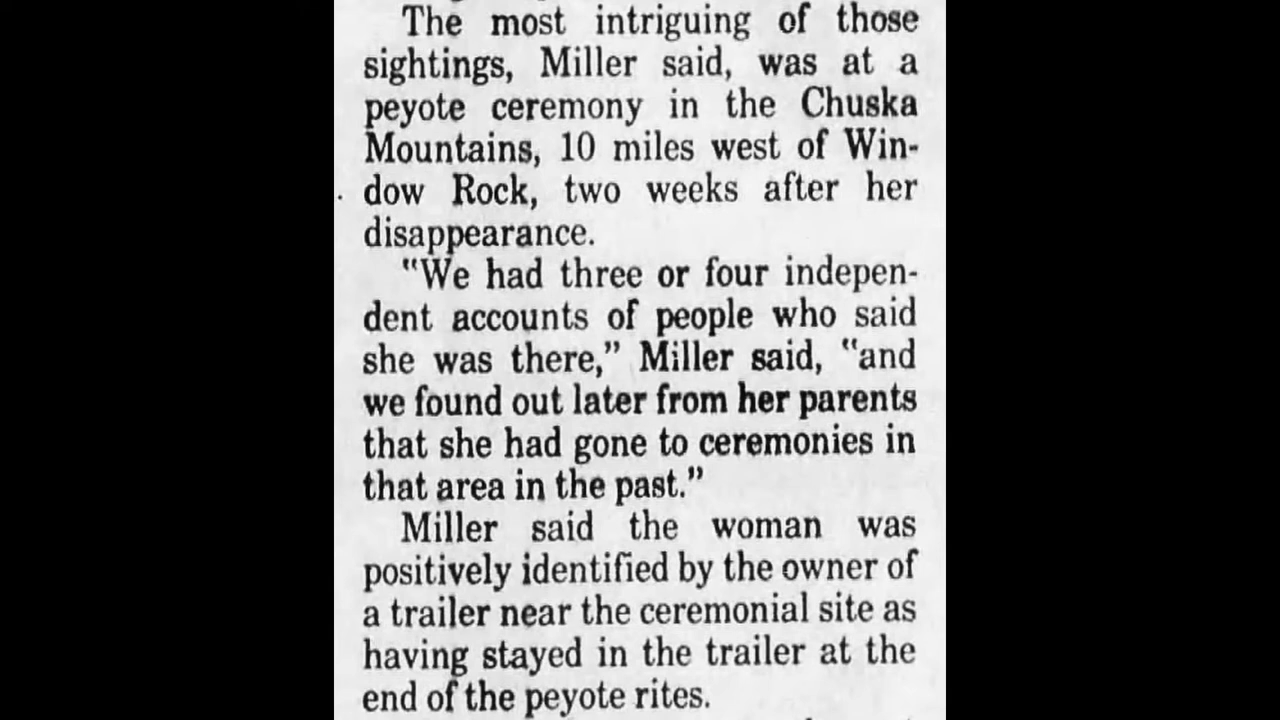 The most intriguing of those
sightings, Miller said, was at a
peyote ceremony in the Chuska
Mountains, 10 miles west of Win-
dow Rock, two weeks after her
disappearance.
"We had three or four indepen-
dent accounts of people who said
she was there," Miller said, "and
we found out later from her parents
that she had gone to ceremonies in
that area in the past."
Miller said the woman was
positively identified by the owner of
a trailer near the ceremonial site as
having stayed in the trailer at the
end of the peyote rites.